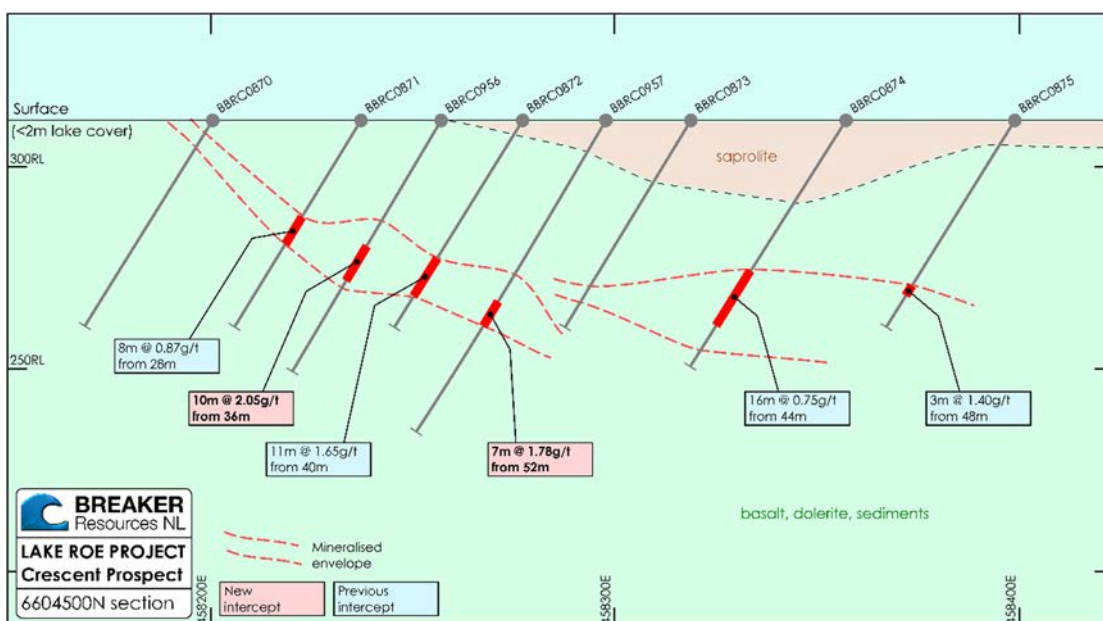 BBRC0870
BBRC0871
BBRC0956
BBRC0872
BBRC0957
BBRC0873
BBRC0874
BBRC0875
Surface
(<2m lake cover)
300RL
saprolite
250RL
8m @ 0.87g/t
from 28m
10m @ 2.05g/t
from 36m
11m @ 1.65g/t
from 40m
7m @ 1.78g/t
from 52m
16m @ 0.75g/t
from 44m
3m @ 1.40g/t
from 48m
basalt, dolerite, sediments
BREAKER
Resources NL
LAKE ROE PROJECT
Crescent Prospect
6604500N section
Mineralised
envelope
New
intercept
Previous
intercept
458200E
458300E
458400E